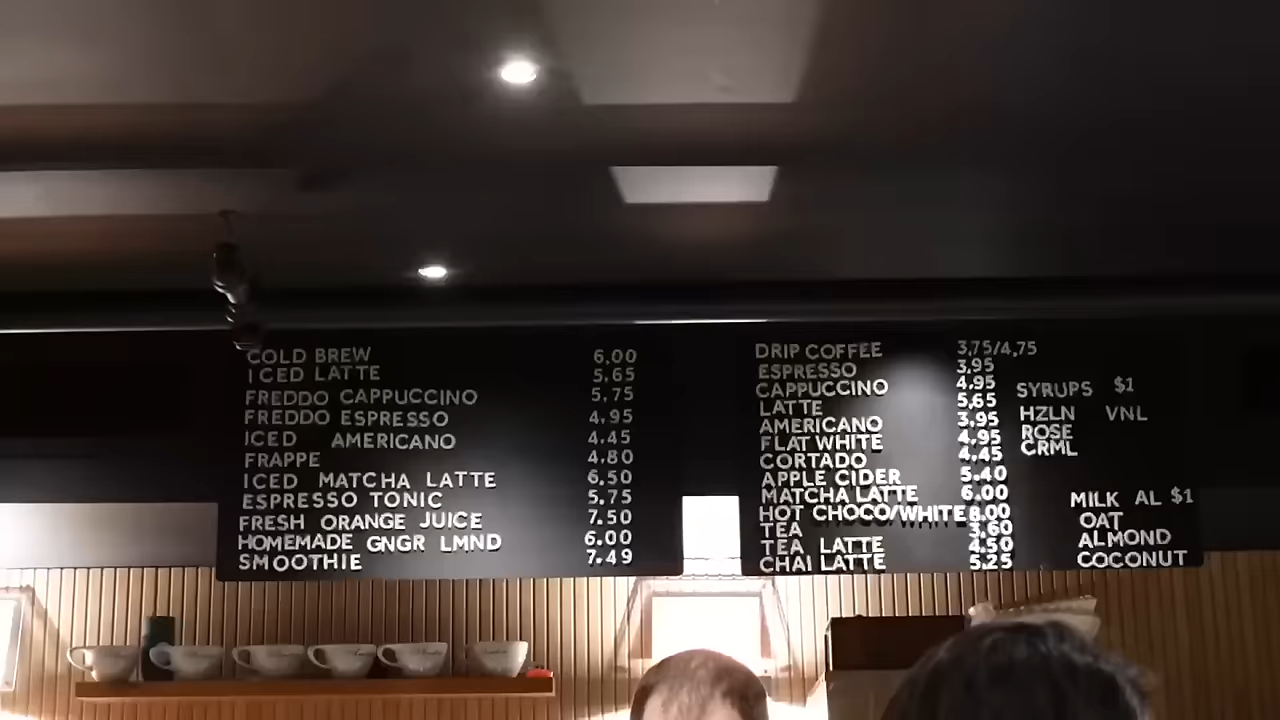 COLD BREW 6.00
ICED LATTE 5.65
FREDDO CAPPUCCINO 5.75
FREDDO ESPRESSO 4.95
ICED AMERICANO 4.45
FRAPPE 4.80
ICED MATCHA LATTE 6.50
ESPRESSO TONIC 5.75
FRESH ORANGE JUICE 7.50
HOMEMADE GNGR LMND 6.00
SMOOTHIE 7.49
DRIP COFFEE 3.75/4.75
ESPRESSO 3.95
CAPPUCCINO 4.95
LATTE 5.65
AMERICANO 3.95
FLAT WHITE 4.95
CORTADO 4.45
APPLE CIDER 5.40
MATCHA LATTE 6.00
HOT CHOCO/WHITE 6.00
TEA 3.60
TEA LATTE 4.50
CHAI LATTE 5.25
SYRUPS $1
HZLN VNL
ROSE
CRML
MILK AL $1
OAT
ALMOND
COCONUT